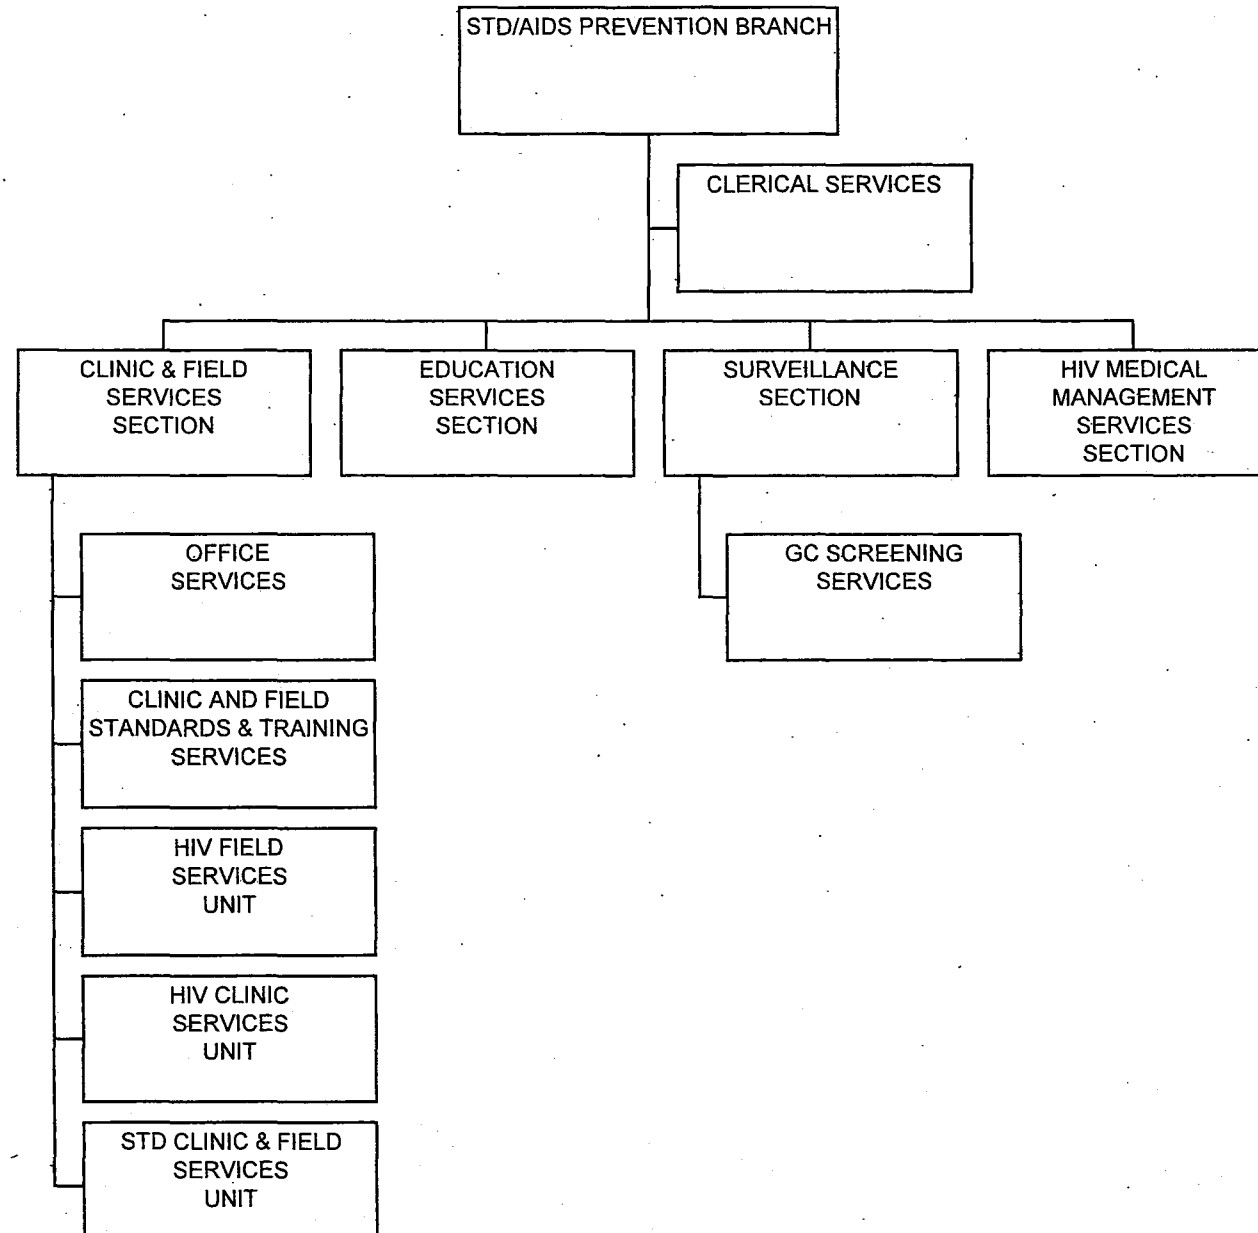 STD/AIDS PREVENTION BRANCH
CLERICAL SERVICES
CLINIC & FIELD
SERVICES
SECTION
EDUCATION
SERVICES
SECTION
SURVEILLANCE
SECTION
HIV MEDICAL
MANAGEMENT
SERVICES
SECTION
OFFICE
SERVICES
GC SCREENING
SERVICES
CLINIC AND FIELD
STANDARDS & TRAINING
SERVICES
HIV FIELD
SERVICES
UNIT
HIV CLINIC
SERVICES
UNIT
STD CLINIC & FIELD
SERVICES
UNIT